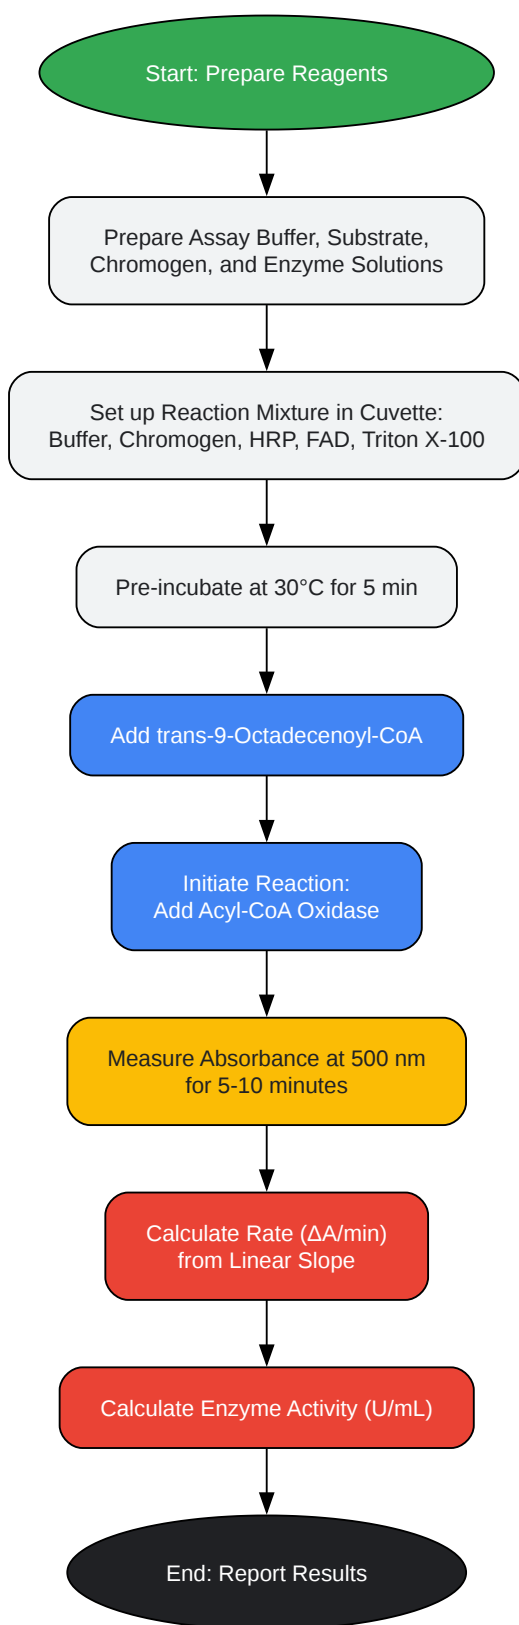 Start: Prepare Reagents
Prepare Assay Buffer, Substrate,
Chromogen, and Enzyme Solutions
Set up Reaction Mixture in Cuvette:
Buffer, Chromogen, HRP, FAD, Triton X-100
Pre-incubate at 30°C for 5 min
Add trans-9-Octadecenoyl-CoA
Initiate Reaction:
Add Acyl-CoA Oxidase
Measure Absorbance at 500 nm
for 5-10 minutes
Calculate Rate (ΔA/min)
from Linear Slope
Calculate Enzyme Activity (U/mL)
End: Report Results